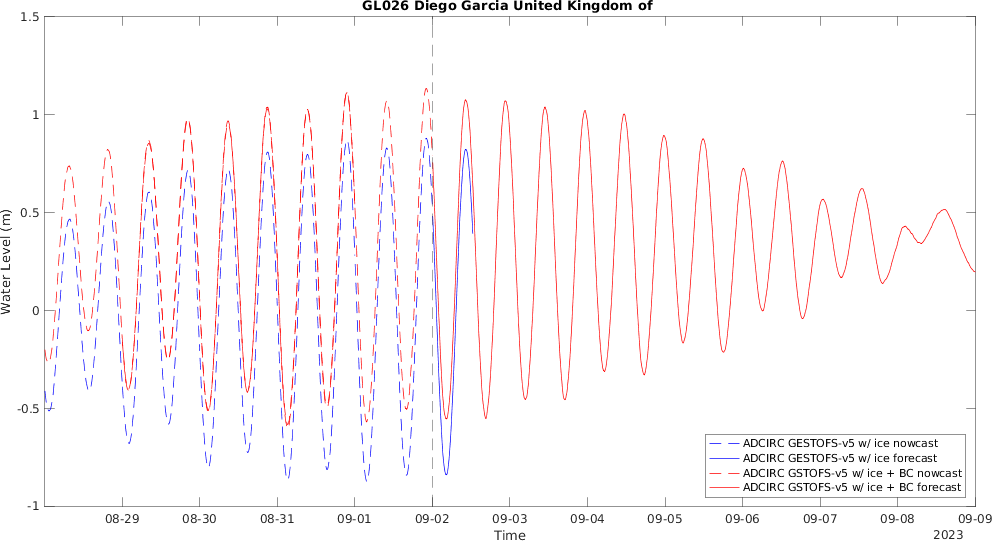 GL026 Diego Garcia United Kingdom of
1.5
1
0.5
0
-0.5
-1
Water Level (m)
ADCIRC GESTOFS-v5 w/ ice nowcast
ADCIRC GESTOFS-v5 w/ ice forecast
ADCIRC GSTOFS-v5 w/ ice + BC nowcast
ADCIRC GSTOFS-v5 w/ ice + BC forecast
08-29 08-30 08-31 09-01 09-02 09-03 09-04 09-05 09-06 09-07 09-08 09-09
Time
2023